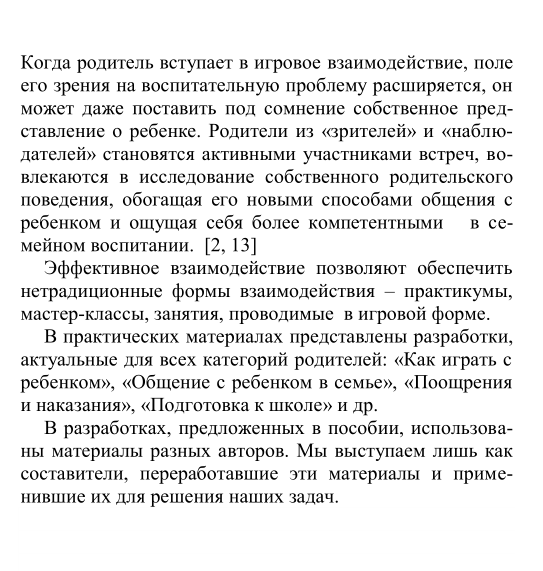 Когда родитель вступает в игровое взаимодействие, поле
его зрения на воспитательную проблему расширяется, он
может даже поставить под сомнение собственное пред-
ставление о ребенке. Родители из «зрителей» и «наблю-
дателей» становятся активными участниками встреч, во-
влекаются в исследование собственного родительского
поведения, обогащая его новыми способами общения с
ребенком и ощущая себя более компетентными в се-
мейном воспитании. [2, 13]
Эффективное взаимодействие позволяют обеспечить
нетрадиционные формы взаимодействия – практикумы,
мастер-классы, занятия, проводимые в игровой форме.
В практических материалах представлены разработки,
актуальные для всех категорий родителей: «Как играть с
ребенком», «Общение с ребенком в семье», «Поощрения
и наказания», «Подготовка к школе» и др.
В разработках, предложенных в пособии, использова-
ны материалы разных авторов. Мы выступаем лишь как
составители, переработавшие эти материалы и приме-
нившие их для решения наших задач.